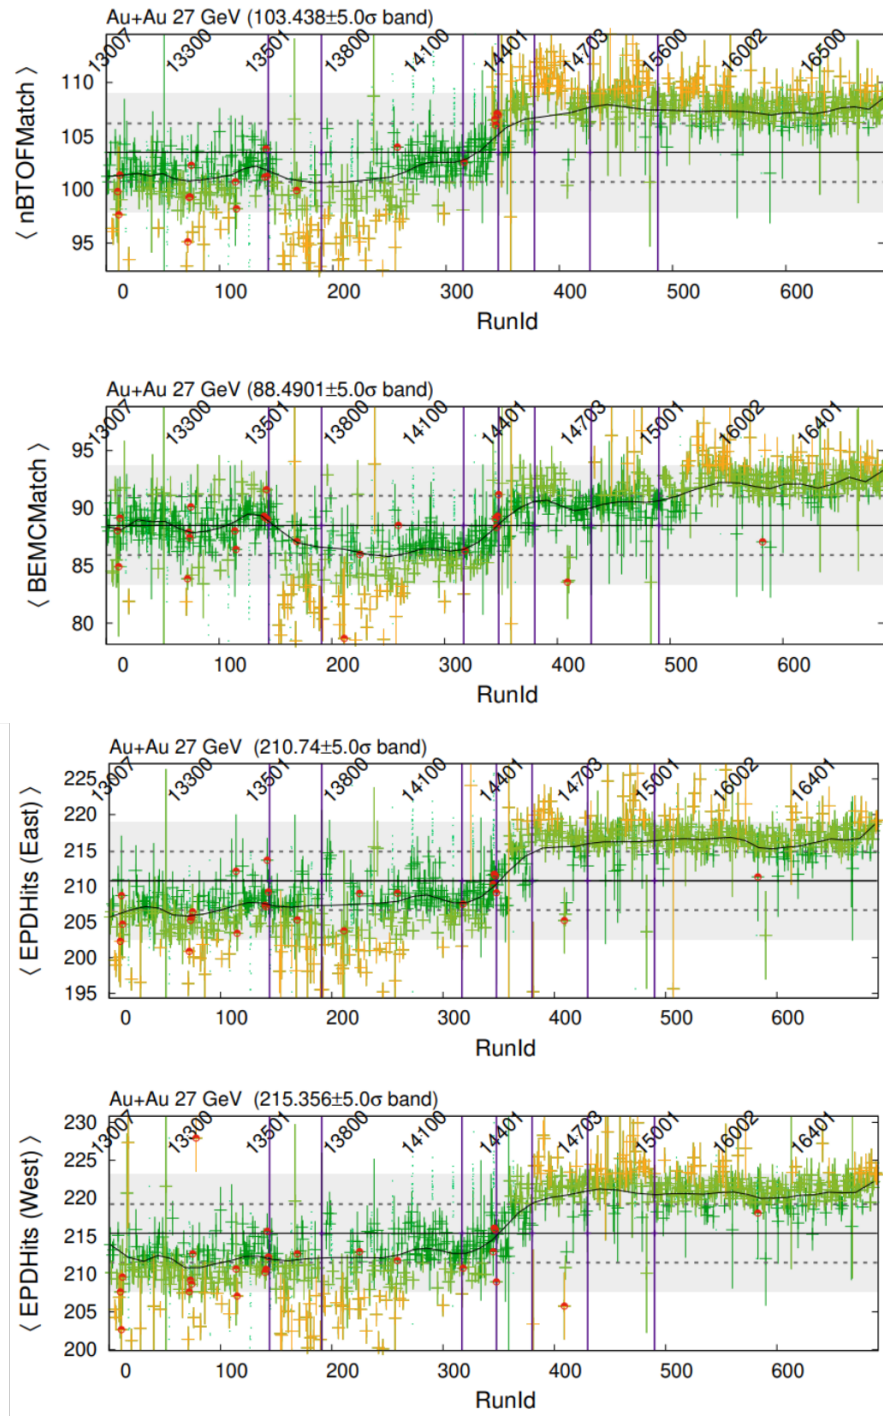 Au+Au 27 GeV (103.438±5.0σ band)
13007 13300 13501 13800 14100 14401 14703 15600 16002 16500
⟨ nBTOFMatch ⟩
110
105
100
95
0 100 200 300 400 500 600
RunId
Au+Au 27 GeV (88.4901±5.0σ band)
13007 13300 13501 13800 14100 14401 14703 15001 16002 16401
⟨ BEMCMatch ⟩
95
90
85
80
0 100 200 300 400 500 600
RunId
Au+Au 27 GeV (210.74±5.0σ band)
13007 13300 13501 13800 14100 14401 14703 15001 16002 16401
⟨ EPDHits (East) ⟩
225
220
215
210
205
200
195
0 100 200 300 400 500 600
RunId
Au+Au 27 GeV (215.356±5.0σ band)
13007 13300 13501 13800 14100 14401 14703 15001 16002 16401
⟨ EPDHits (West) ⟩
230
225
220
215
210
205
200
0 100 200 300 400 500 600
RunId